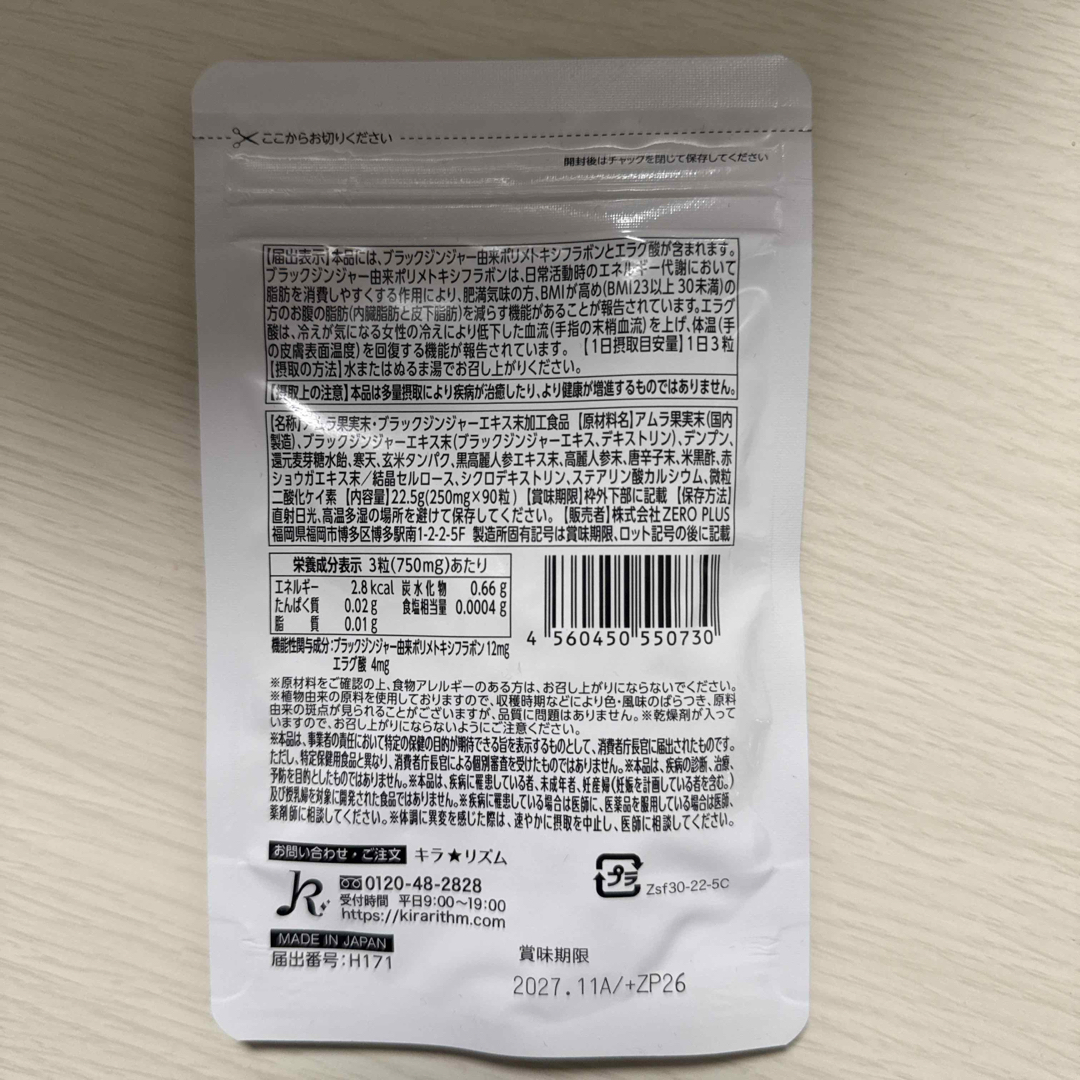 ここからお切りください
開封後はチャックを閉じて保存してください
【届出表示】本品には、ブラックジンジャー由来ポリメトキシフラボンとエラグ酸が含まれます。
ブラックジンジャー由来ポリメトキシフラボンは、日常活動時のエネルギー代謝において
脂肪を消費しやすくする作用により、肥満気味の方、BMIが高め(BMI23以上30未満)の
方のお腹の脂肪(内臓脂肪と皮下脂肪)を減らす機能があることが報告されています。エラグ
酸は、冷えが気になる女性の冷えにより低下した血流(手指の末梢血流)を上げ、体温(手
の皮膚表面温度)を回復する機能が報告されています。【1日摂取目安量】1日3粒
【摂取の方法】水またはぬるま湯でお召し上がりください。
【摂取上の注意】本品は多量摂取により疾病が治癒したり、より健康が増進するものではありません。
【名称】アムラ果実末・ブラックジンジャーエキス末加工食品【原材料名】アムラ果実末(国内
製造)、ブラックジンジャーエキス末(ブラックジンジャーエキス、デキストリン)、デンプン、
還元麦芽糖水飴、寒天、玄米タンパク、黒高麗人参エキス末、高麗人参末、唐辛子末、米黒酢、赤
ショウガエキス末/結晶セルロース、シクロデキストリン、ステアリン酸カルシウム、微粒
二酸化ケイ素【内容量】22.5g(250mg×90粒)【賞味期限】枠外下部に記載【保存方法】
直射日光、高温多湿の場所を避けて保存してください。【販売者】株式会社ZERO PLUS
福岡県福岡市博多区博多駅南1-2-2-5F 製造所固有記号は賞味期限、ロット記号の後に記載
栄養成分表示 3粒(750mg)あたり
エネルギー 2.8kcal 炭水化物 0.66g
たんぱく質 0.02g 食塩相当量 0.0004g
脂質 0.01g
機能性関与成分:ブラックジンジャー由来ポリメトキシフラボン12mg
エラグ酸 4mg
4 560450 550730
※原材料をご確認の上、食物アレルギーのある方は、お召し上がりにならないでください。
※植物由来の原料を使用しておりますので、収穫時期などにより色・風味のばらつき、原料
由来の斑点が見られることがございますが、品質に問題はありません。※乾燥剤が入って
いますので、お召し上がりにならないようにご注意ください。
※本品は、事業者の責任において特定の保健の目的が期待できる旨を表示するものとして、消費者庁長官に届出されたものです。
ただし、特定保健用食品と異なり、消費者庁長官による個別審査を受けたものではありません。※本品は、疾病の診断、治療、
予防を目的としたものではありません。※本品は、疾病に罹患している者、未成年者、妊産婦(妊娠を計画している者を含む。)
及び授乳婦を対象に開発された食品ではありません。※疾病に罹患している場合は医師に、医薬品を服用している場合は医師、
薬剤師に相談してください。※体調に異変を感じた際は、速やかに摂取を中止し、医師に相談してください。
お問い合わせ・ご注文 キラ★リズム
0120-48-2828
受付時間 平日9:00〜19:00
https://kirarithm.com
プラ
Zsf30-22-5C
MADE IN JAPAN
届出番号:H171
賞味期限
2027.11A/+ZP26